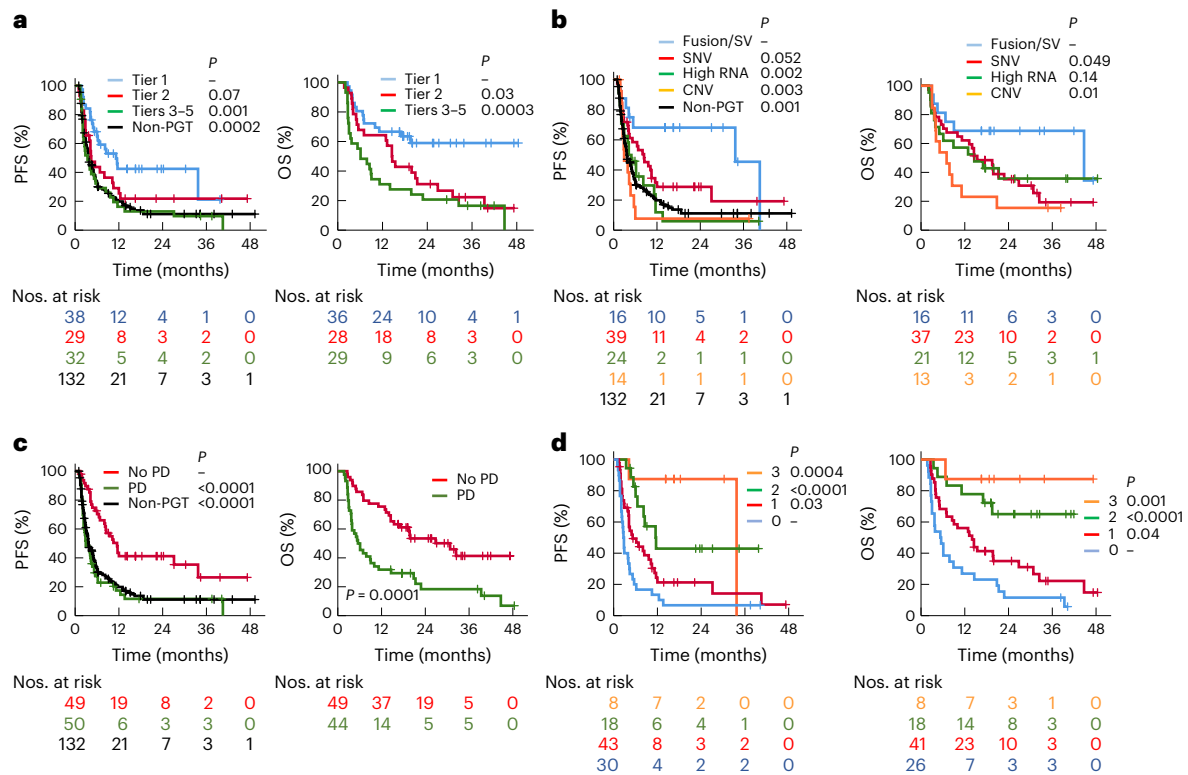 a
P
Tier 1 –
Tier 2 0.07
Tiers 3–5 0.001
Non-PGT 0.0002
PFS (%)
100
80
60
40
20
0
0 12 24 36 48
Time (months)
Nos. at risk
38 12 4 1 0
29 8 3 2 0
32 5 4 2 0
132 21 7 3 1
P
Tier 1 –
Tier 2 0.03
Tiers 3–5 0.0003
OS (%)
100
80
60
40
20
0
0 12 24 36 48
Time (months)
Nos. at risk
36 24 10 4 1
28 18 8 3 0
29 9 6 3 0
b
P
Fusion/SV –
SNV 0.052
High RNA 0.002
CNV 0.003
Non-PGT 0.001
PFS (%)
100
80
60
40
20
0
0 12 24 36 48
Time (months)
Nos. at risk
16 10 5 1 0
39 11 4 2 0
24 2 1 1 0
14 1 1 1 0
132 21 7 3 1
P
Fusion/SV –
SNV 0.049
High RNA 0.14
CNV 0.01
OS (%)
100
80
60
40
20
0
0 12 24 36 48
Time (months)
Nos. at risk
16 11 6 3 0
37 23 10 2 0
21 12 5 3 1
13 3 2 1 0
c
P
No PD –
PD <0.0001
Non-PGT <0.0001
PFS (%)
100
80
60
40
20
0
0 12 24 36 48
Time (months)
Nos. at risk
49 19 8 2 0
50 6 3 3 0
132 21 7 3 1
No PD
PD
P = 0.0001
OS (%)
100
80
60
40
20
0
0 12 24 36 48
Time (months)
Nos. at risk
49 37 19 5 0
44 14 5 5 0
d
P
3 0.0004
2 <0.0001
1 0.03
0 –
PFS (%)
100
80
60
40
20
0
0 12 24 36 48
Time (months)
Nos. at risk
8 7 2 0 0
18 6 4 1 0
43 8 3 2 0
30 4 2 2 0
P
3 0.001
2 <0.0001
1 0.04
0 –
OS (%)
100
80
60
40
20
0
0 12 24 36 48
Time (months)
Nos. at risk
8 7 3 1 0
18 14 8 3 0
41 23 10 3 0
26 7 3 3 0